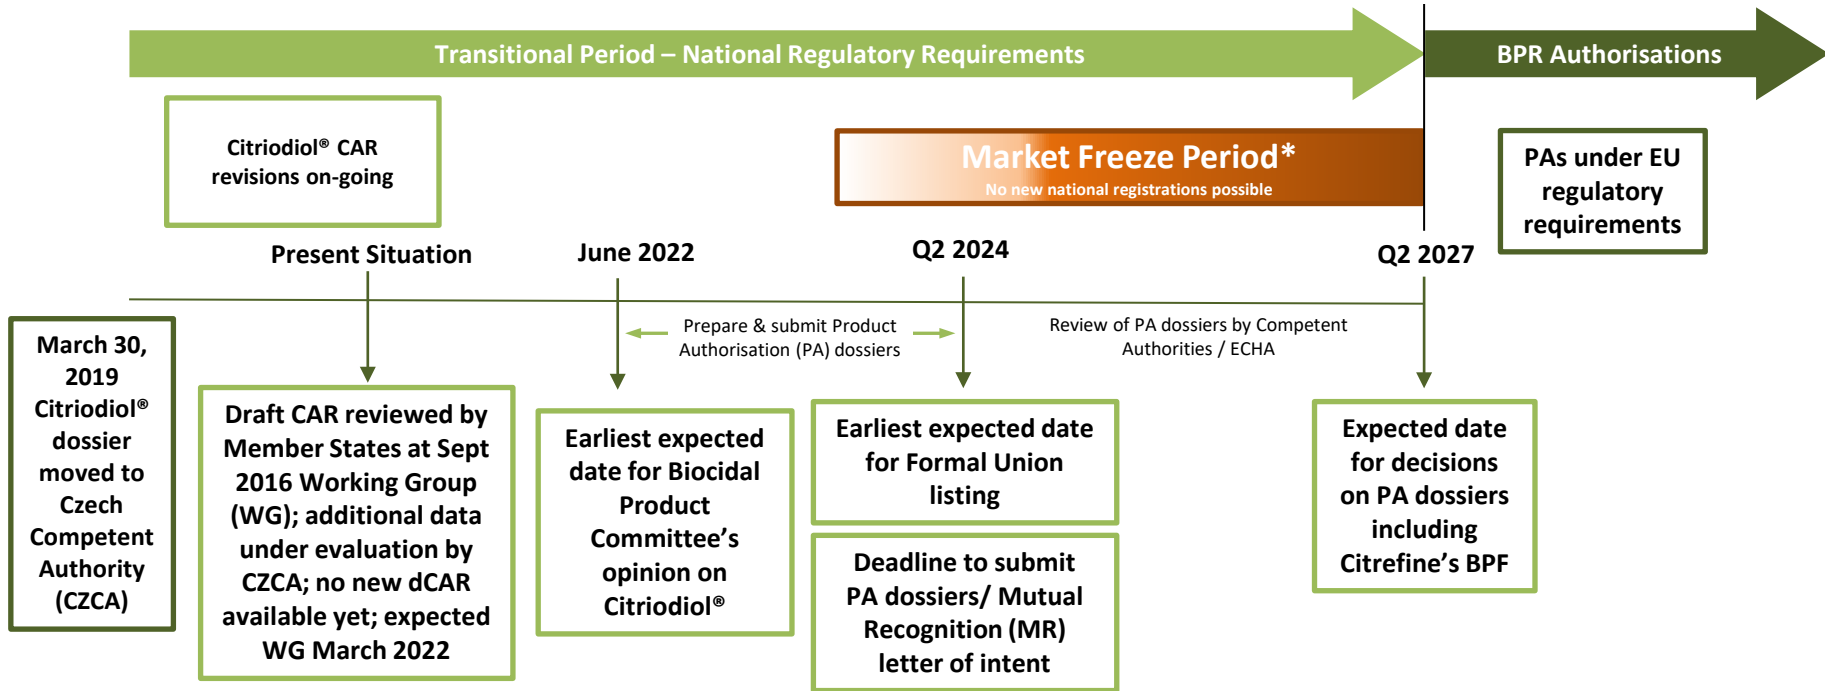 Transitional Period – National Regulatory Requirements
BPR Authorisations
Citriodiol® CAR
revisions on-going
Market Freeze Period*
No new national registrations possible
PAs under EU
regulatory
requirements
Present Situation
June 2022
Q2 2024
Q2 2027
March 30,
2019
Citriodiol®
dossier
moved to
Czech
Competent
Authority
(CZCA)
Prepare & submit Product
Authorisation (PA) dossiers
Review of PA dossiers by Competent
Authorities / ECHA
Draft CAR reviewed by
Member States at Sept
2016 Working Group
(WG); additional data
under evaluation by
CZCA; no new dCAR
available yet; expected
WG March 2022
Earliest expected
date for Biocidal
Product
Committee’s
opinion on
Citriodiol®
Earliest expected date
for Formal Union
listing
Deadline to submit
PA dossiers/ Mutual
Recognition (MR)
letter of intent
Expected date
for decisions
on PA dossiers
including
Citrefine’s BPF